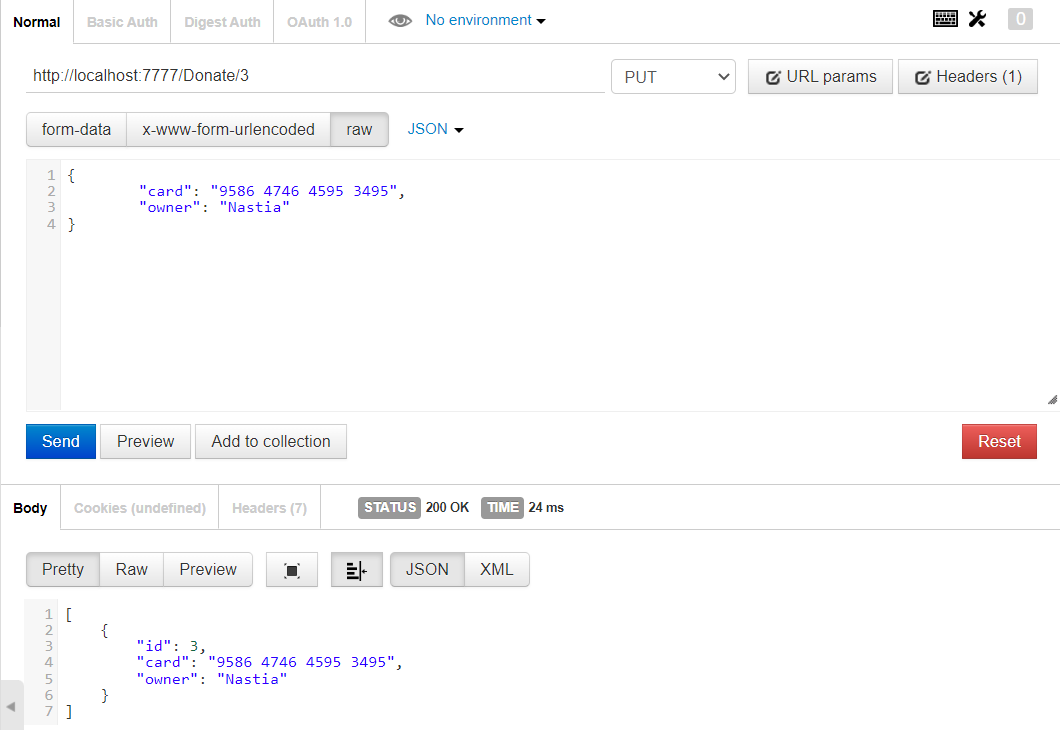 Normal Basic Auth Digest Auth OAuth 1.0 No environment 0
http://localhost:7777/Donate/3 PUT URL params Headers (1)
form-data x-www-form-urlencoded raw JSON
1 {
2 "card": "9586 4746 4595 3495",
3 "owner": "Nastia"
4 }
Send Preview Add to collection Reset
Body Cookies (undefined) Headers (7) STATUS 200 OK TIME 24 ms
Pretty Raw Preview JSON XML
1 [
2 {
3 "id": 3,
4 "card": "9586 4746 4595 3495",
5 "owner": "Nastia"
6 }
7 ]